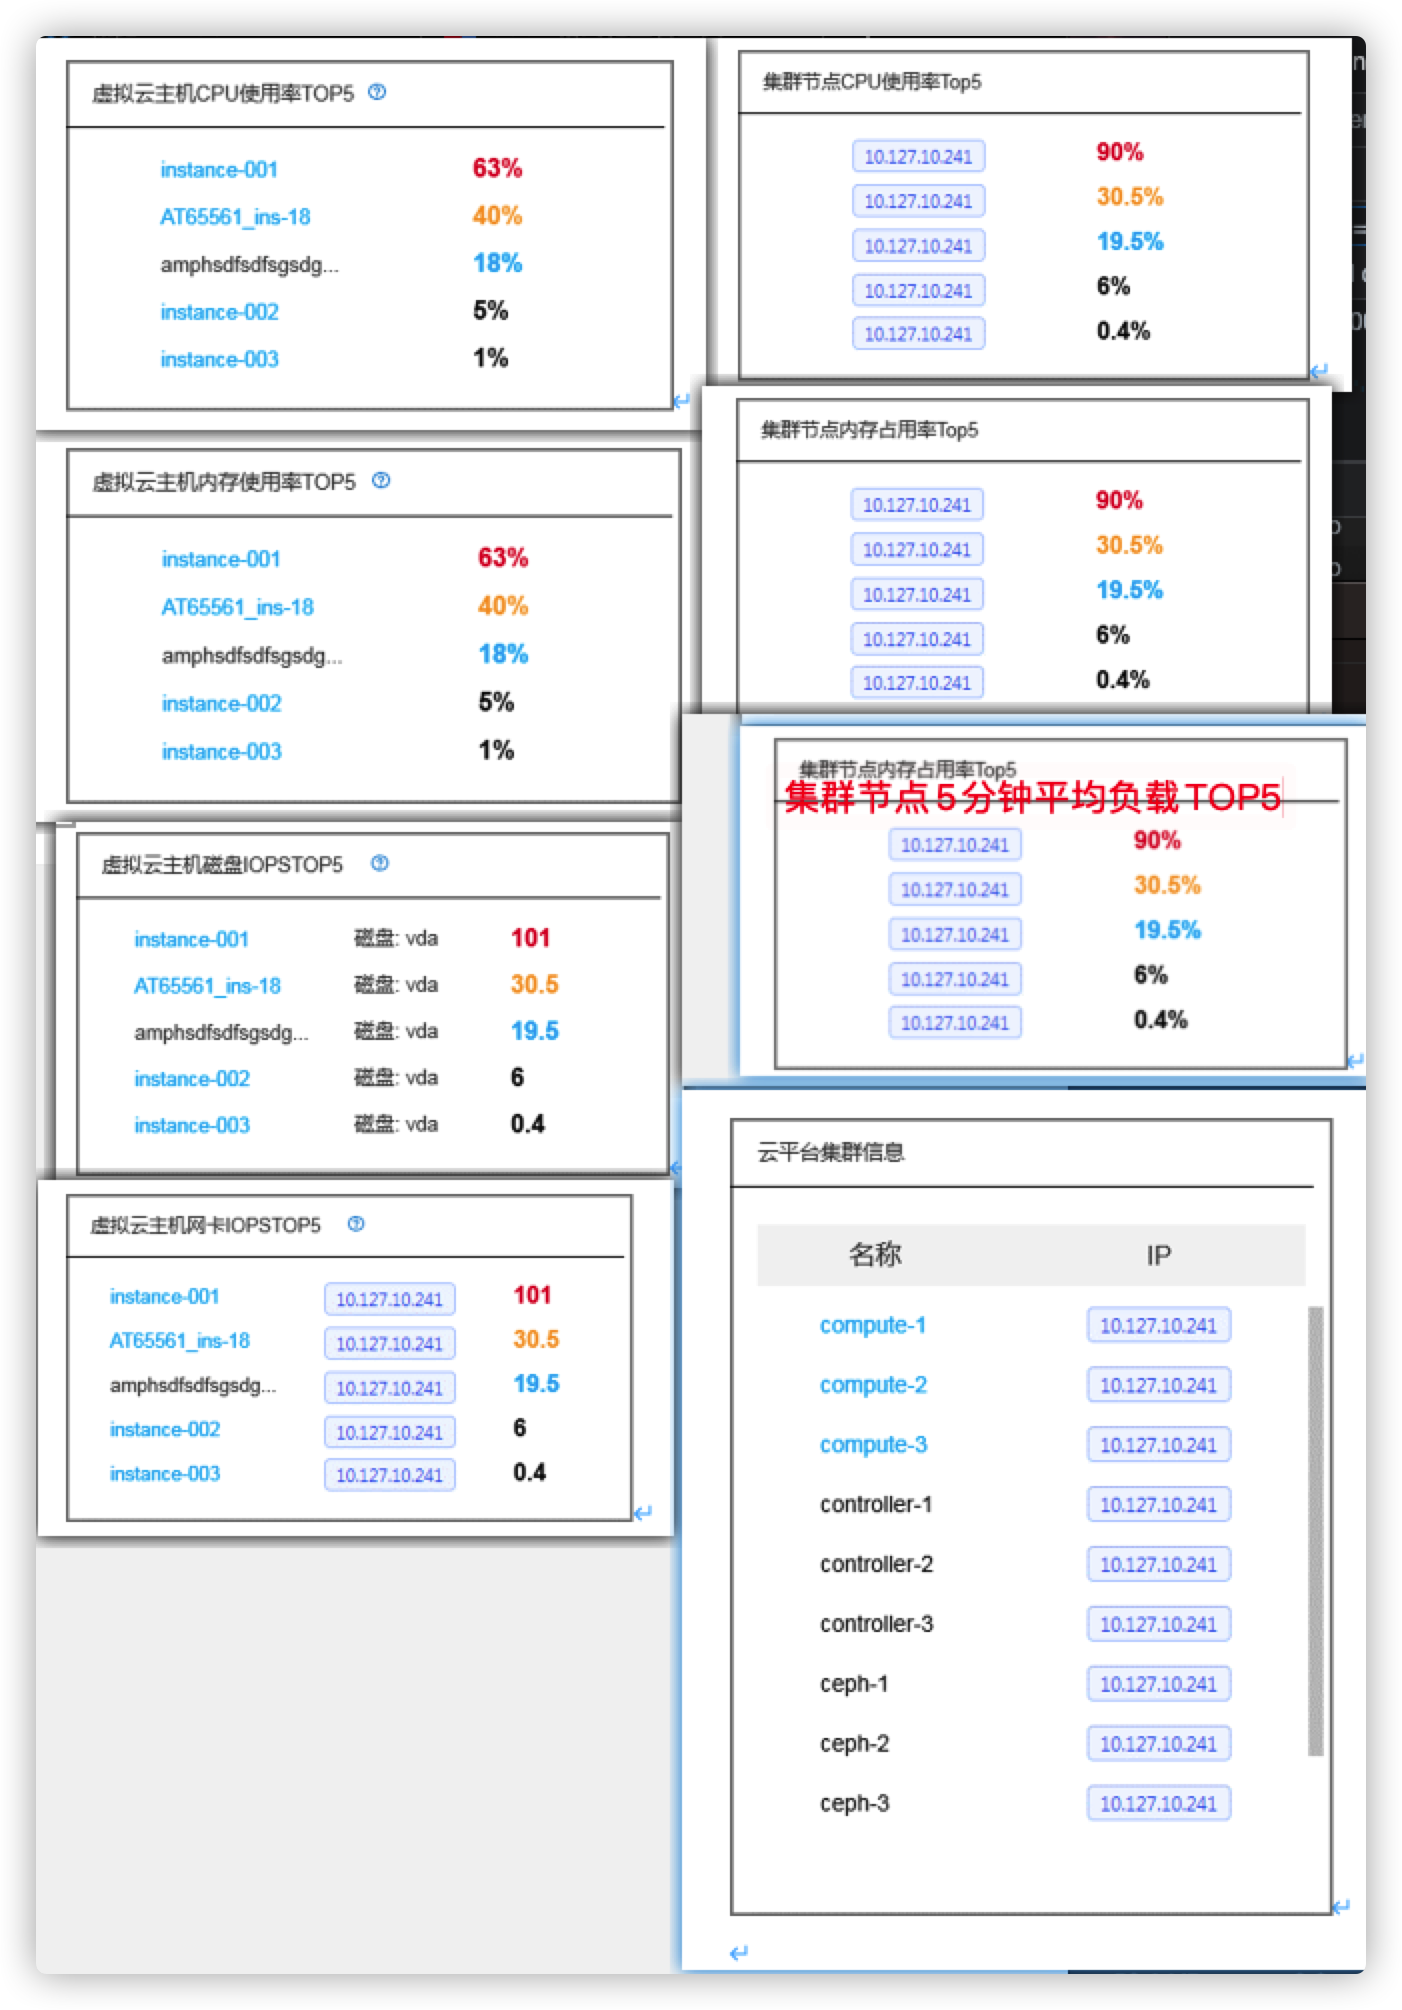 虚拟云主机CPU使用率TOP5
instance-001 63%
AT65561_ins-18 40%
amphsdfsdfsgsdg... 18%
instance-002 5%
instance-003 1%
虚拟云主机内存使用率TOP5
instance-001 63%
AT65561_ins-18 40%
amphsdfsdfsgsdg... 18%
instance-002 5%
instance-003 1%
虚拟云主机磁盘IOPSTOP5
instance-001 磁盘: vda 101
AT65561_ins-18 磁盘: vda 30.5
amphsdfsdfsgsdg... 磁盘: vda 19.5
instance-002 磁盘: vda 6
instance-003 磁盘: vda 0.4
虚拟云主机网卡IOPSTOP5
instance-001 10.127.10.241 101
AT65561_ins-18 10.127.10.241 30.5
amphsdfsdfsgsdg... 10.127.10.241 19.5
instance-002 10.127.10.241 6
instance-003 10.127.10.241 0.4
集群节点CPU使用率Top5
10.127.10.241 90%
10.127.10.241 30.5%
10.127.10.241 19.5%
10.127.10.241 6%
10.127.10.241 0.4%
集群节点内存占用率Top5
10.127.10.241 90%
10.127.10.241 30.5%
10.127.10.241 19.5%
10.127.10.241 6%
10.127.10.241 0.4%
集群节点内存占用率Top5
集群节点5分钟平均负载TOP5
10.127.10.241 90%
10.127.10.241 30.5%
10.127.10.241 19.5%
10.127.10.241 6%
10.127.10.241 0.4%
云平台集群信息
名称 IP
compute-1 10.127.10.241
compute-2 10.127.10.241
compute-3 10.127.10.241
controller-1 10.127.10.241
controller-2 10.127.10.241
controller-3 10.127.10.241
ceph-1 10.127.10.241
ceph-2 10.127.10.241
ceph-3 10.127.10.241